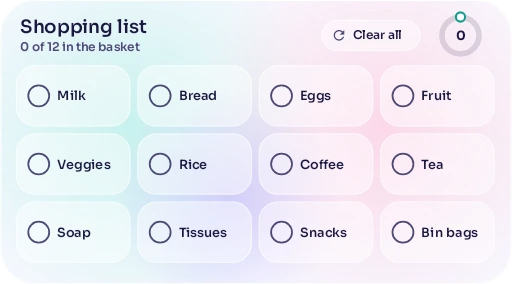 Shopping list
0 of 12 in the basket
Clear all
0
Milk
Bread
Eggs
Fruit
Veggies
Rice
Coffee
Tea
Soap
Tissues
Snacks
Bin bags